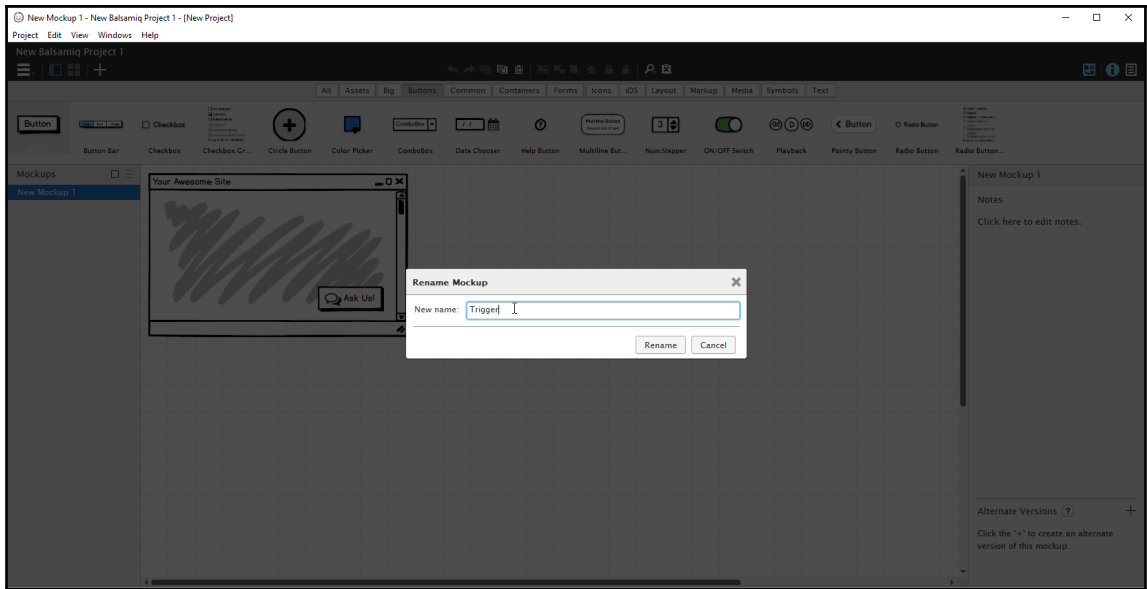 New Mockup 1 - New Balsamiq Project 1 - [New Project]
Project Edit View Windows Help
New Balsamiq Project 1
All Assets Big Buttons Common Containers Forms Icons iOS Layout Markup Media Symbols Text
Button Checkbox ComboBox / / Multiline Button 3 Button Radio Button
Button Bar Checkbox Checkbox Gr... Circle Button Color Picker ComboBox Date Chooser Help Button Multiline But... Num.Stepper ON/OFF Switch Playback Pointy Button Radio Button Radio Button...
Mockups
New Mockup 1
Your Awesome Site
Ask Us!
Rename Mockup
New name: Trigger
Rename Cancel
New Mockup 1
Notes
Click here to edit notes.
Alternate Versions ?
Click the '+' to create an alternate
version of this mockup.